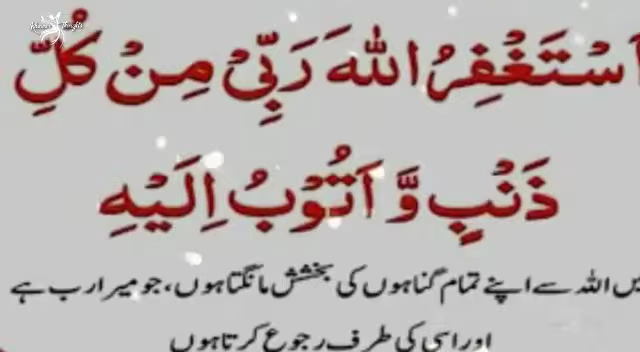 اَسْتَغْفِرُ اللهَ رَبِّىْ مِنْ كُلِّ
ذَنْۢبٍ وَّ اَتُوْبُ اِلَيْهِ
اللہ سے اپنے تمام گناہوں کی بخشش مانگتا ہوں، جو میرا رب ہے
اور اسی کی طرف رجوع کرتا ہوں